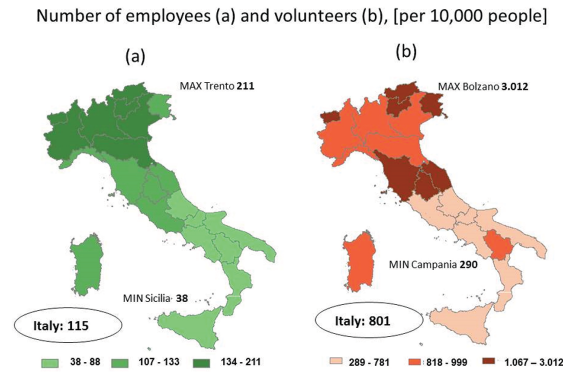 Number of employees (a) and volunteers (b), [per 10,000 people]
(a)
(b)
MAX Trento 211
MAX Bolzano 3.012
MIN Sicilia· 38
MIN Campania 290
Italy: 115
Italy: 801
38 - 88
107 - 133
134 - 211
289 - 781
818 - 999
1.067 – 3.012